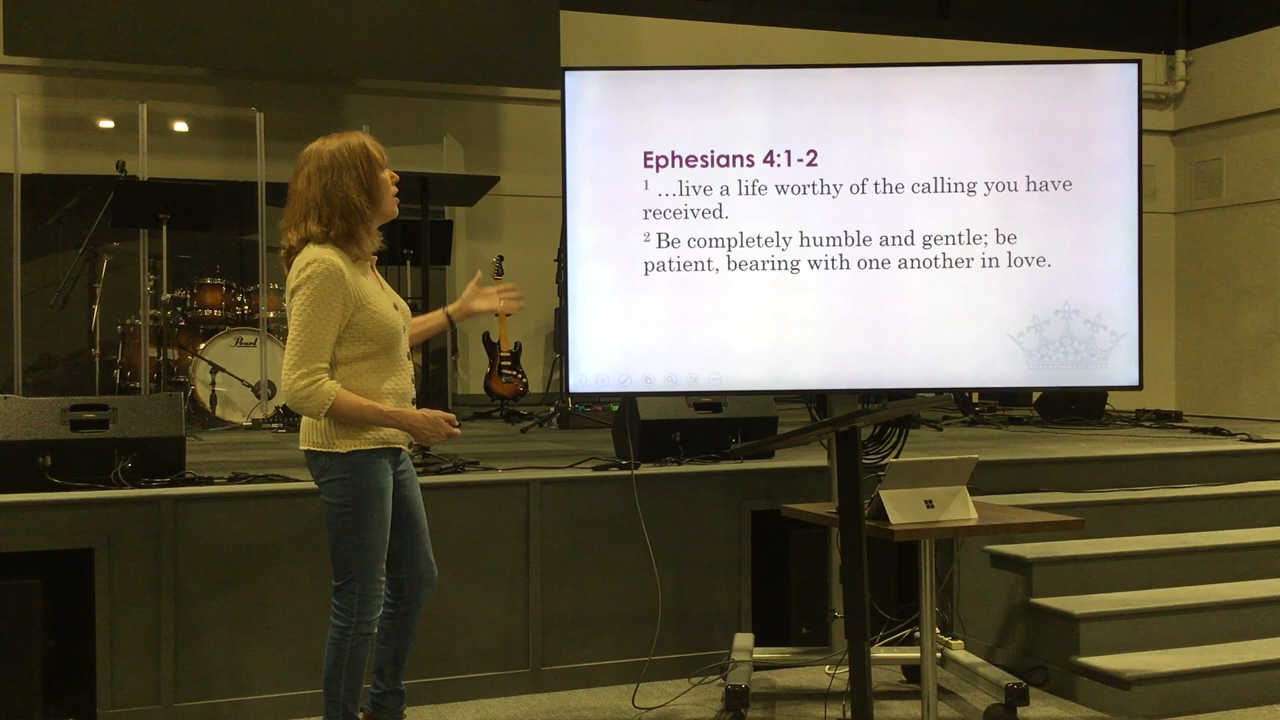 Ephesians 4:1-2
¹ ...live a life worthy of the calling you have
received.
² Be completely humble and gentle; be
patient, bearing with one another in love.
Pearl